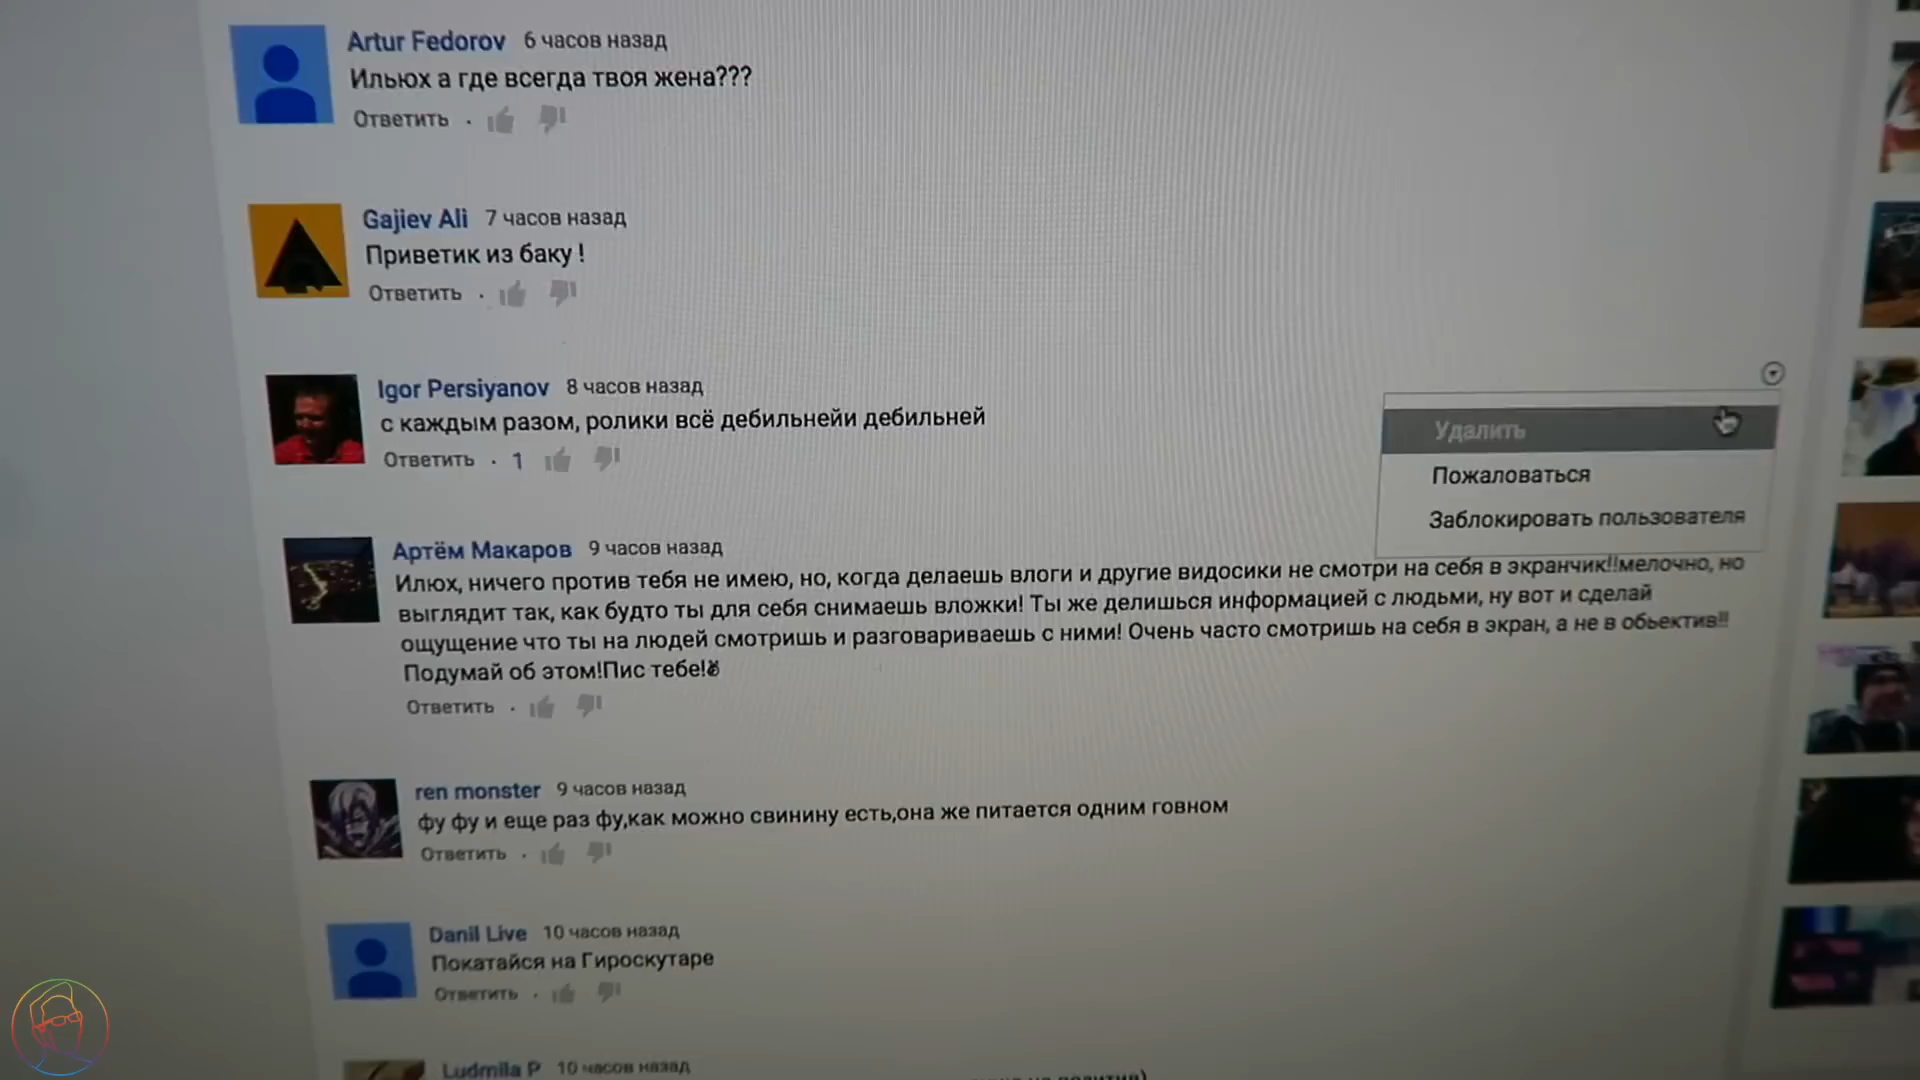 Artur Fedorov 6 часов назад
Ильюх а где всегда твоя жена???
Ответить
Gajiev Ali 7 часов назад
Приветик из баку !
Ответить
Igor Persiyanov 8 часов назад
с каждым разом, ролики всё дебильнейи дебильней
Ответить · 1
Удалить
Пожаловаться
Заблокировать пользователя
Артём Макаров 9 часов назад
Илюх, ничего против тебя не имею, но, когда делаешь влоги и другие видосики не смотри на себя в экранчик!!мелочно, но
выглядит так, как будто ты для себя снимаешь вложки! Ты же делишься информацией с людьми, ну вот и сделай
ощущение что ты на людей смотришь и разговариваешь с ними! Очень часто смотришь на себя в экран, а не в обьектив!!
Подумай об этом!Пис тебе!✌
Ответить
ren monster 9 часов назад
фу фу и еще раз фу,как можно свинину есть,она же питается одним говном
Ответить
Danil Live 10 часов назад
Покатайся на Гироскутаре
Ответить
Ludmila P 10 часов назад